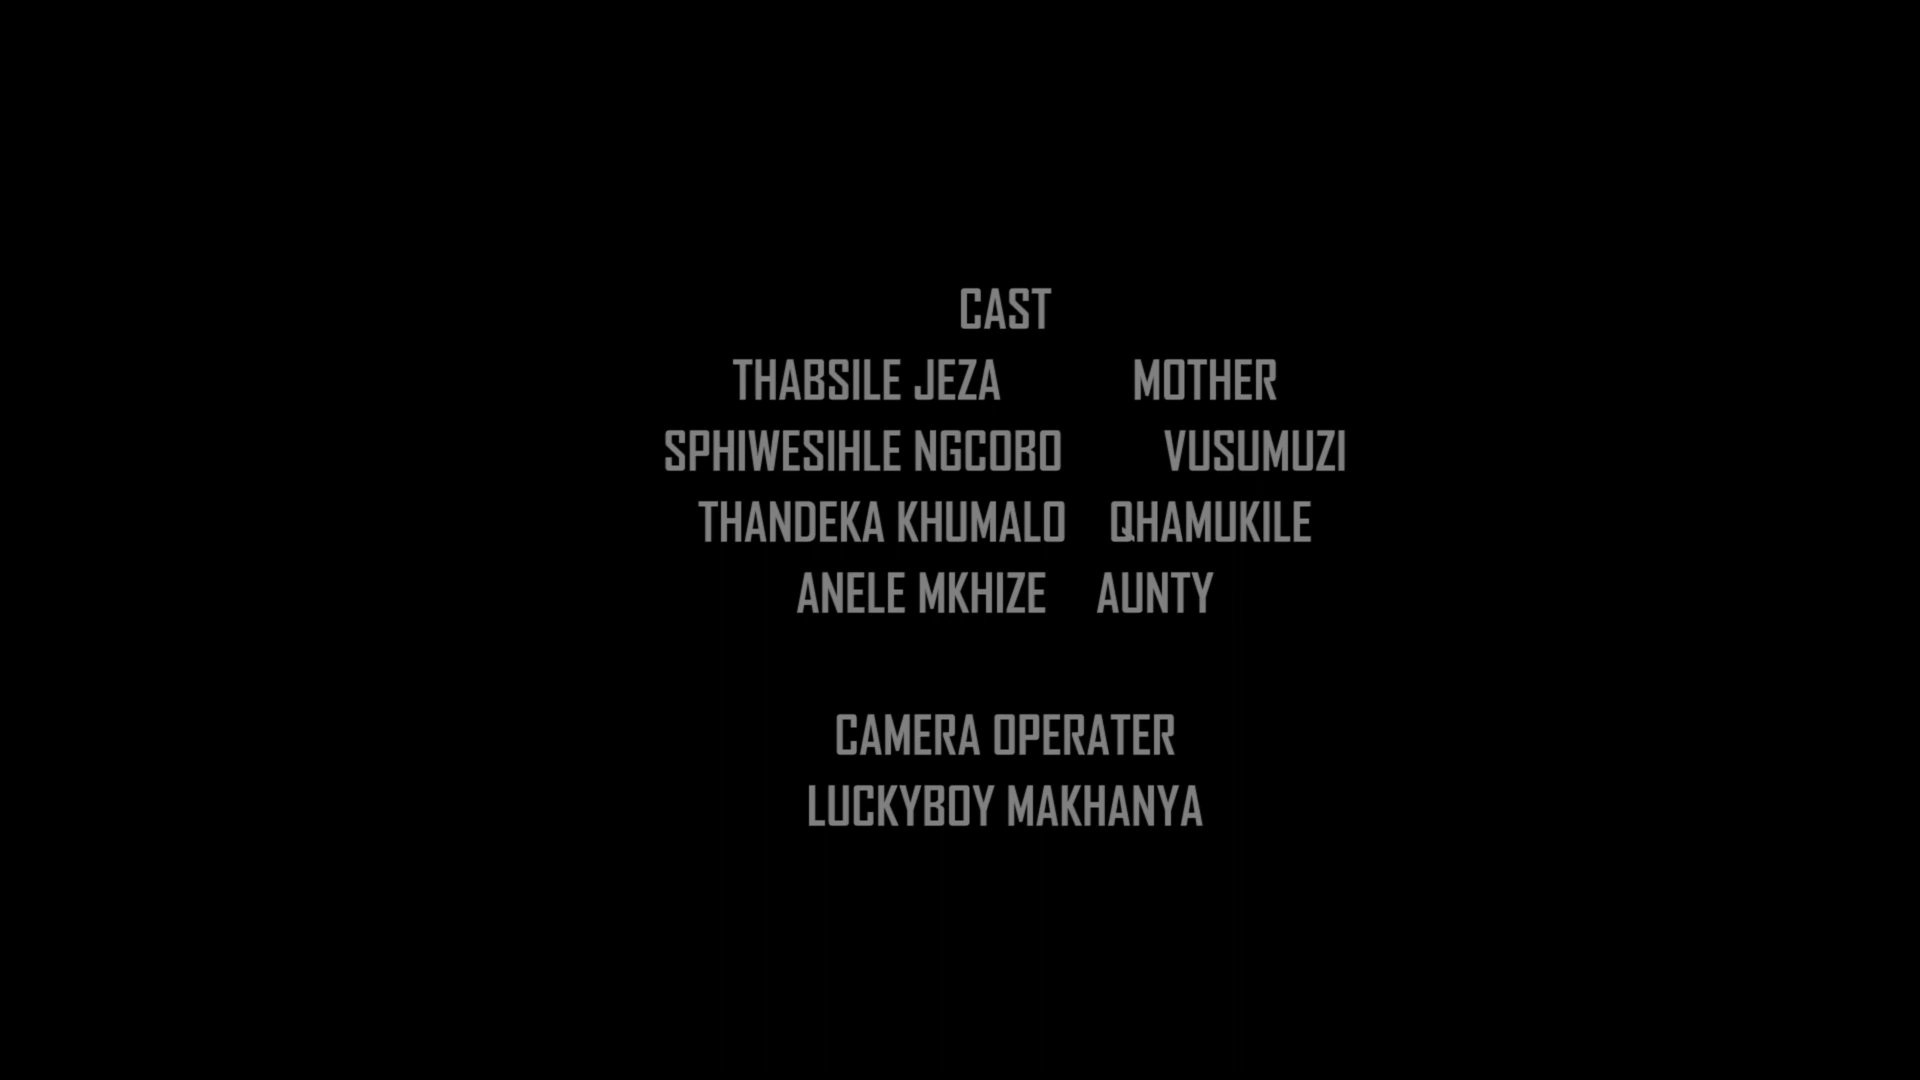 CAST
THABSILE JEZA MOTHER
SPHIWESIHLE NGCOBO VUSUMUZI
THANDEKA KHUMALO QHAMUKILE
ANELE MKHIZE AUNTY
CAMERA OPERATER
LUCKYBOY MAKHANYA